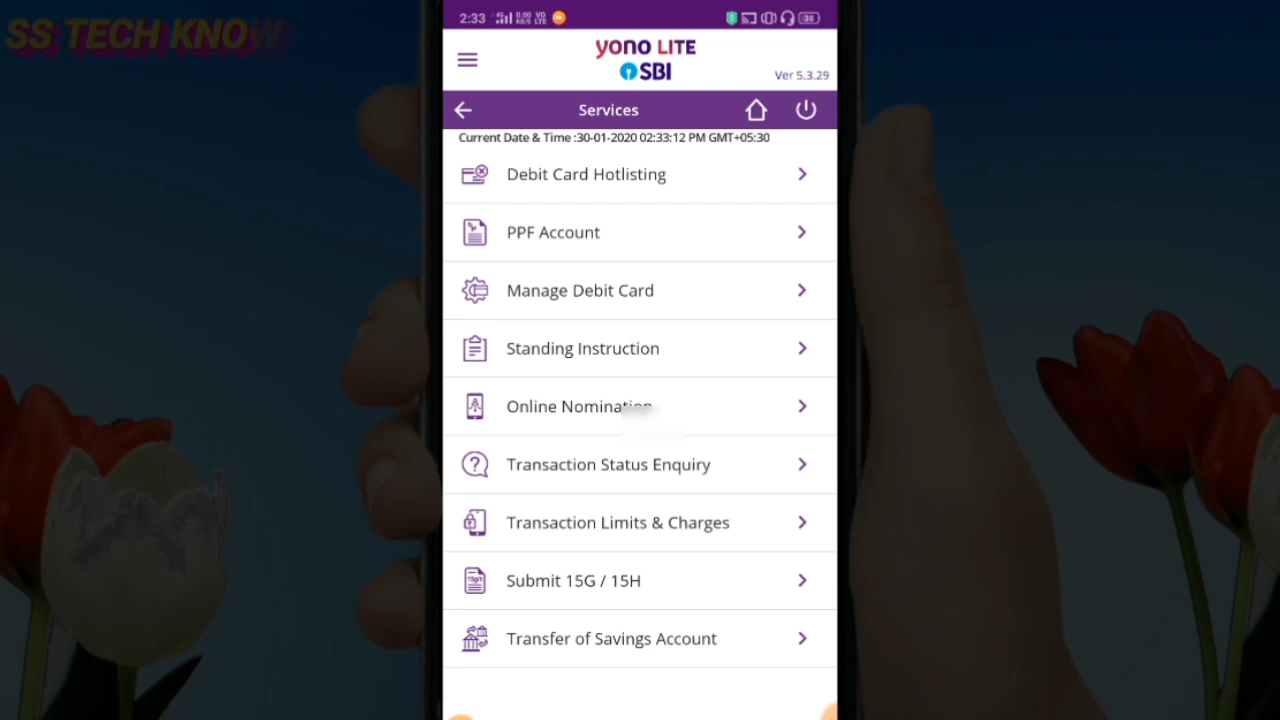 SS TECH KNOW
2:33
38
yono LITE
SBI
Ver 5.3.29
Services
Current Date & Time :30-01-2020 02:33:12 PM GMT+05:30
Debit Card Hotlisting
PPF Account
Manage Debit Card
Standing Instruction
Online Nomination
Transaction Status Enquiry
Transaction Limits & Charges
Submit 15G / 15H
Transfer of Savings Account